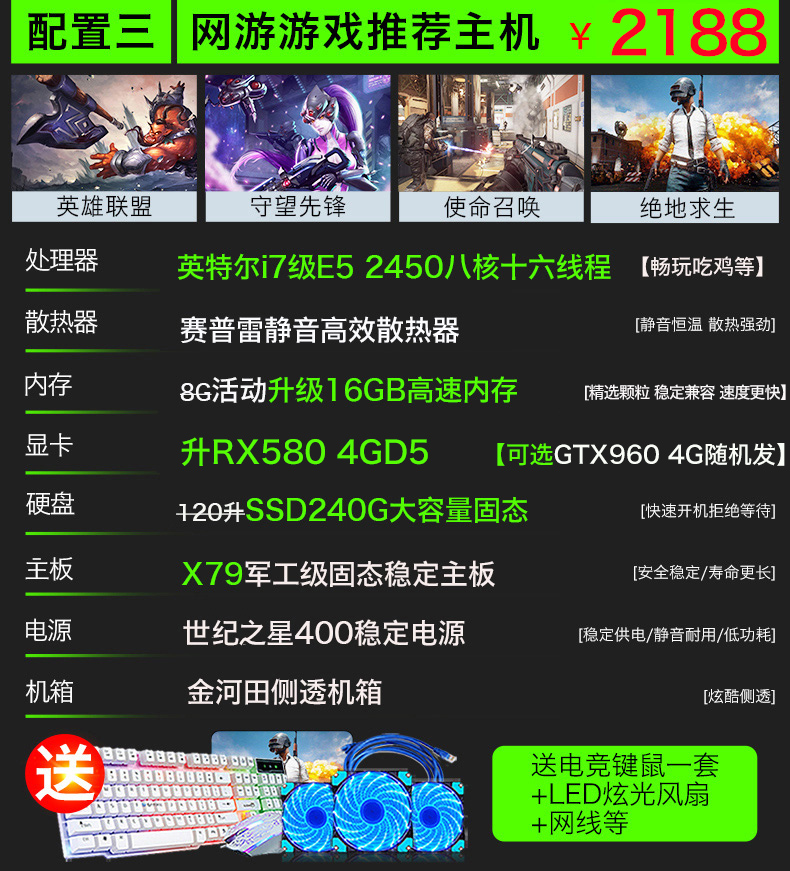 配置三 网游游戏推荐主机 ¥ 2188
英雄联盟 守望先锋 使命召唤 绝地求生
处理器 英特尔i7级E5 2450八核十六线程 【畅玩吃鸡等】
散热器 赛普雷静音高效散热器 [静音恒温 散热强劲]
内存 8G活动升级16GB高速内存 [精选颗粒 稳定兼容 速度更快]
显卡 升RX580 4GD5 【可选GTX960 4G随机发】
硬盘 120升SSD240G大容量固态 [快速开机拒绝等待]
主板 X79军工级固态稳定主板 [安全稳定/寿命更长]
电源 世纪之星400稳定电源 [稳定供电/静音耐用/低功耗]
机箱 金河田侧透机箱 [炫酷侧透]
送
送电竞键鼠一套
+LED炫光风扇
+网线等